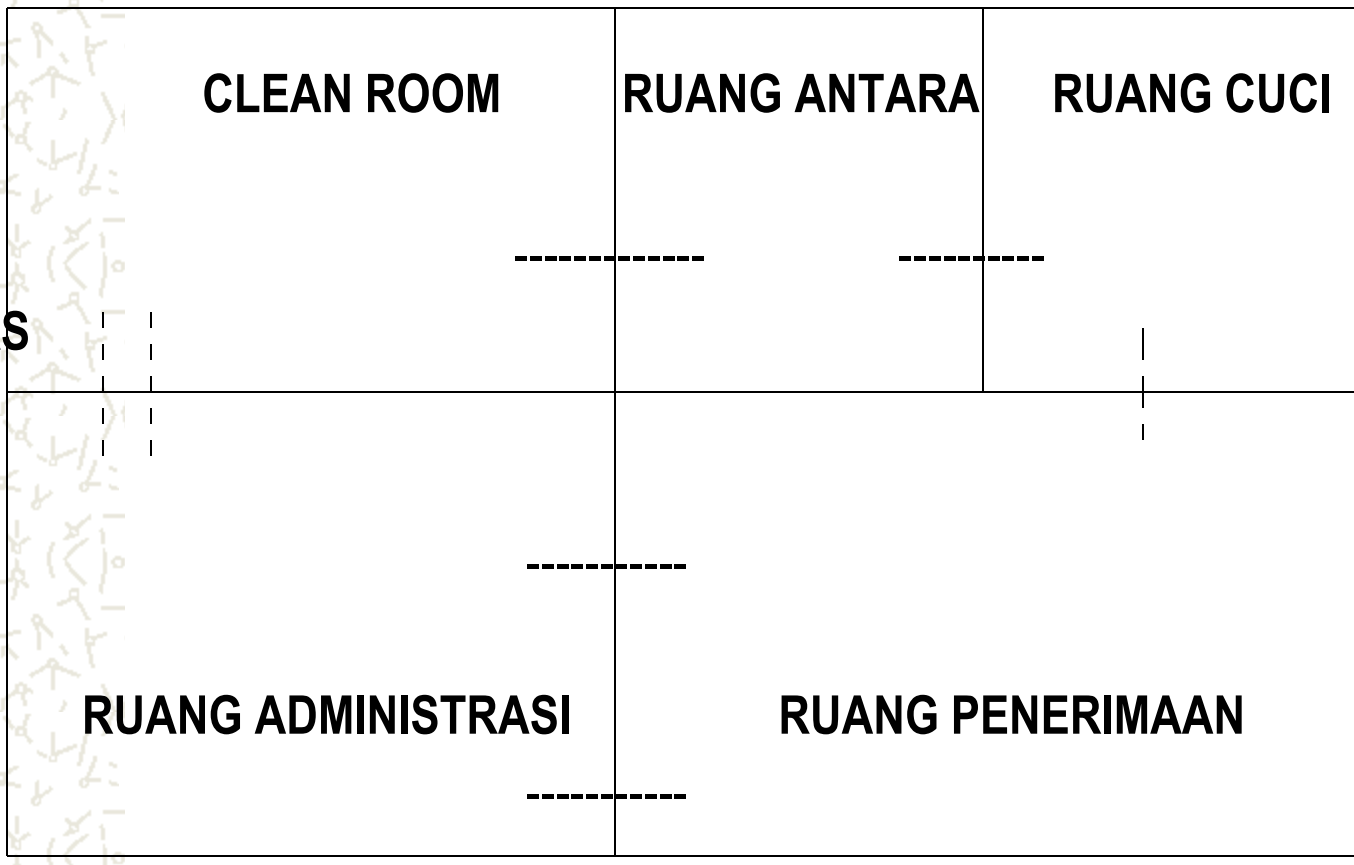 CLEAN ROOM
RUANG ANTARA
RUANG CUCI
RUANG ADMINISTRASI
RUANG PENERIMAAN